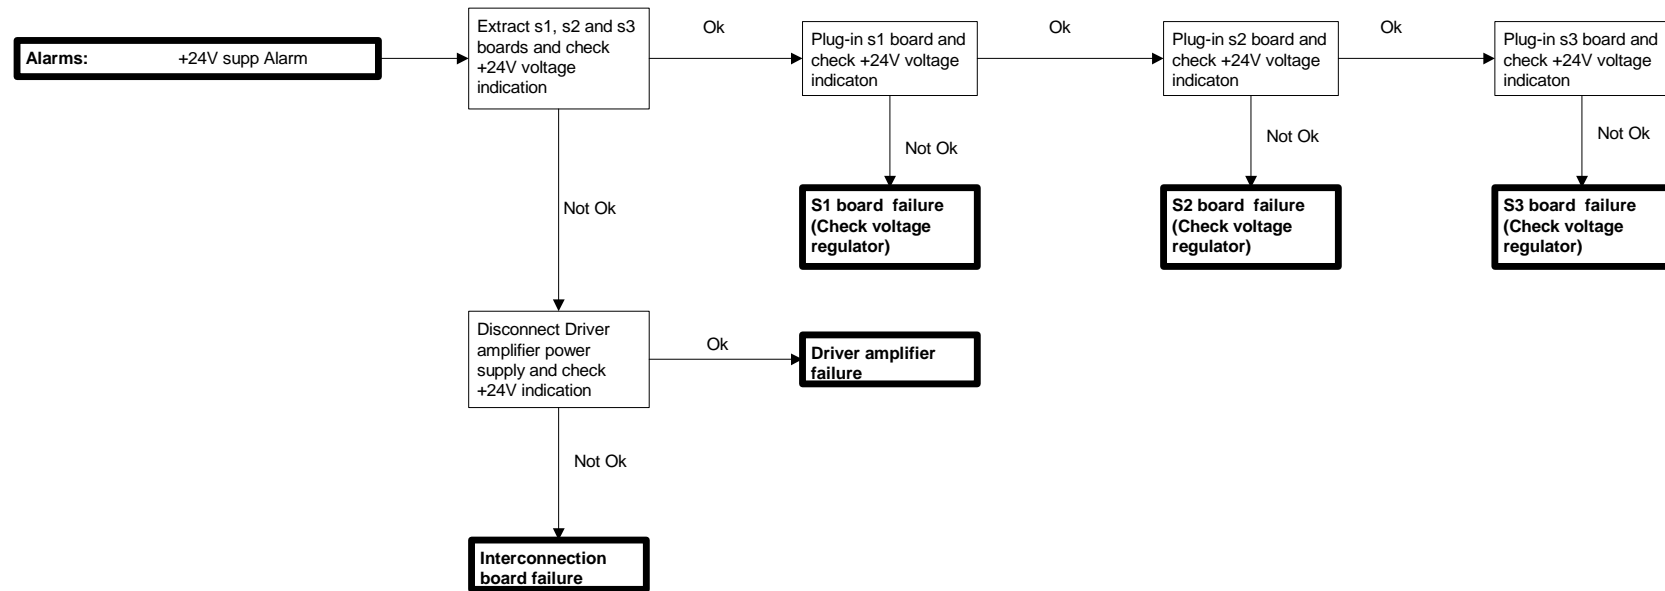 Alarms: +24V supp Alarm
Extract s1, s2 and s3
boards and check
+24V voltage
indication
Ok
Plug-in s1 board and
check +24V voltage
indicaton
Ok
Plug-in s2 board and
check +24V voltage
indicaton
Ok
Plug-in s3 board and
check +24V voltage
indicaton
Not Ok
Not Ok
Not Ok
Not Ok
S1 board failure
(Check voltage
regulator)
S2 board failure
(Check voltage
regulator)
S3 board failure
(Check voltage
regulator)
Disconnect Driver
amplifier power
supply and check
+24V indication
Ok
Driver amplifier
failure
Not Ok
Interconnection
board failure